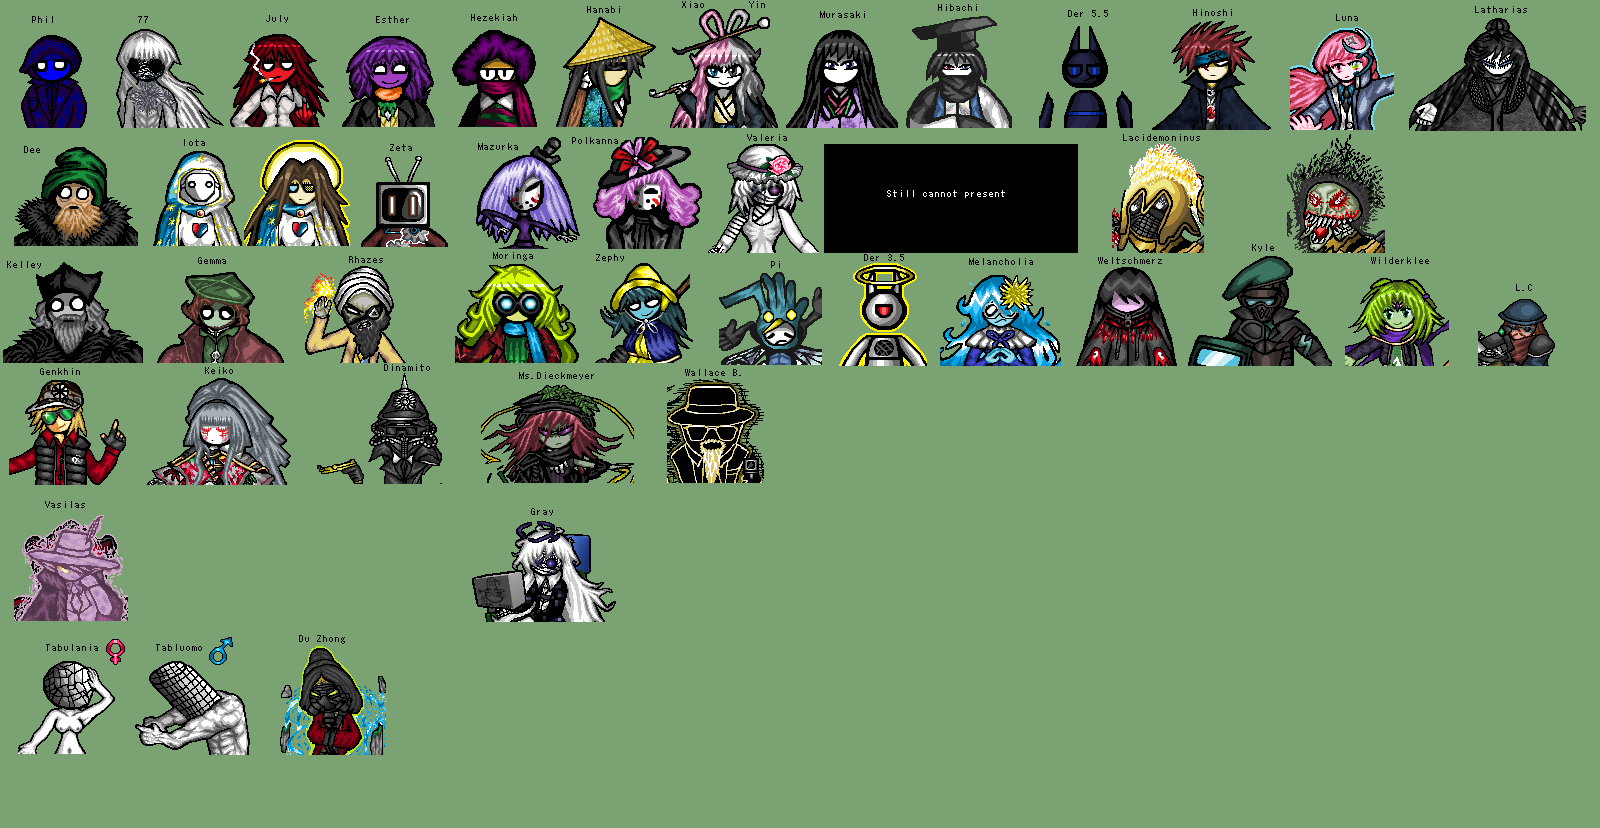 Phil
77
July
Esther
Hezekiah
Hanabi
Xiao Yin
Murasaki
Hibachi
Der 5.5
Hinoshi
Luna
Latharias
Dee
Iota
Zeta
Mazurka
Polkanna
Valeria
Still cannot present
Lacidemoninus
Kelley
Gemma
Rhazes
Moringa
Zephy
Pi
Der 3.5
Melancholia
Weltschmerz
Kyle
Wilderklee
L.C
Genkhin
Keiko
Dinamito
Ms.Dieckmeyer
Wallace B.
Vasilas
Gray
Tabulania
Tabluomo
Du Zhong